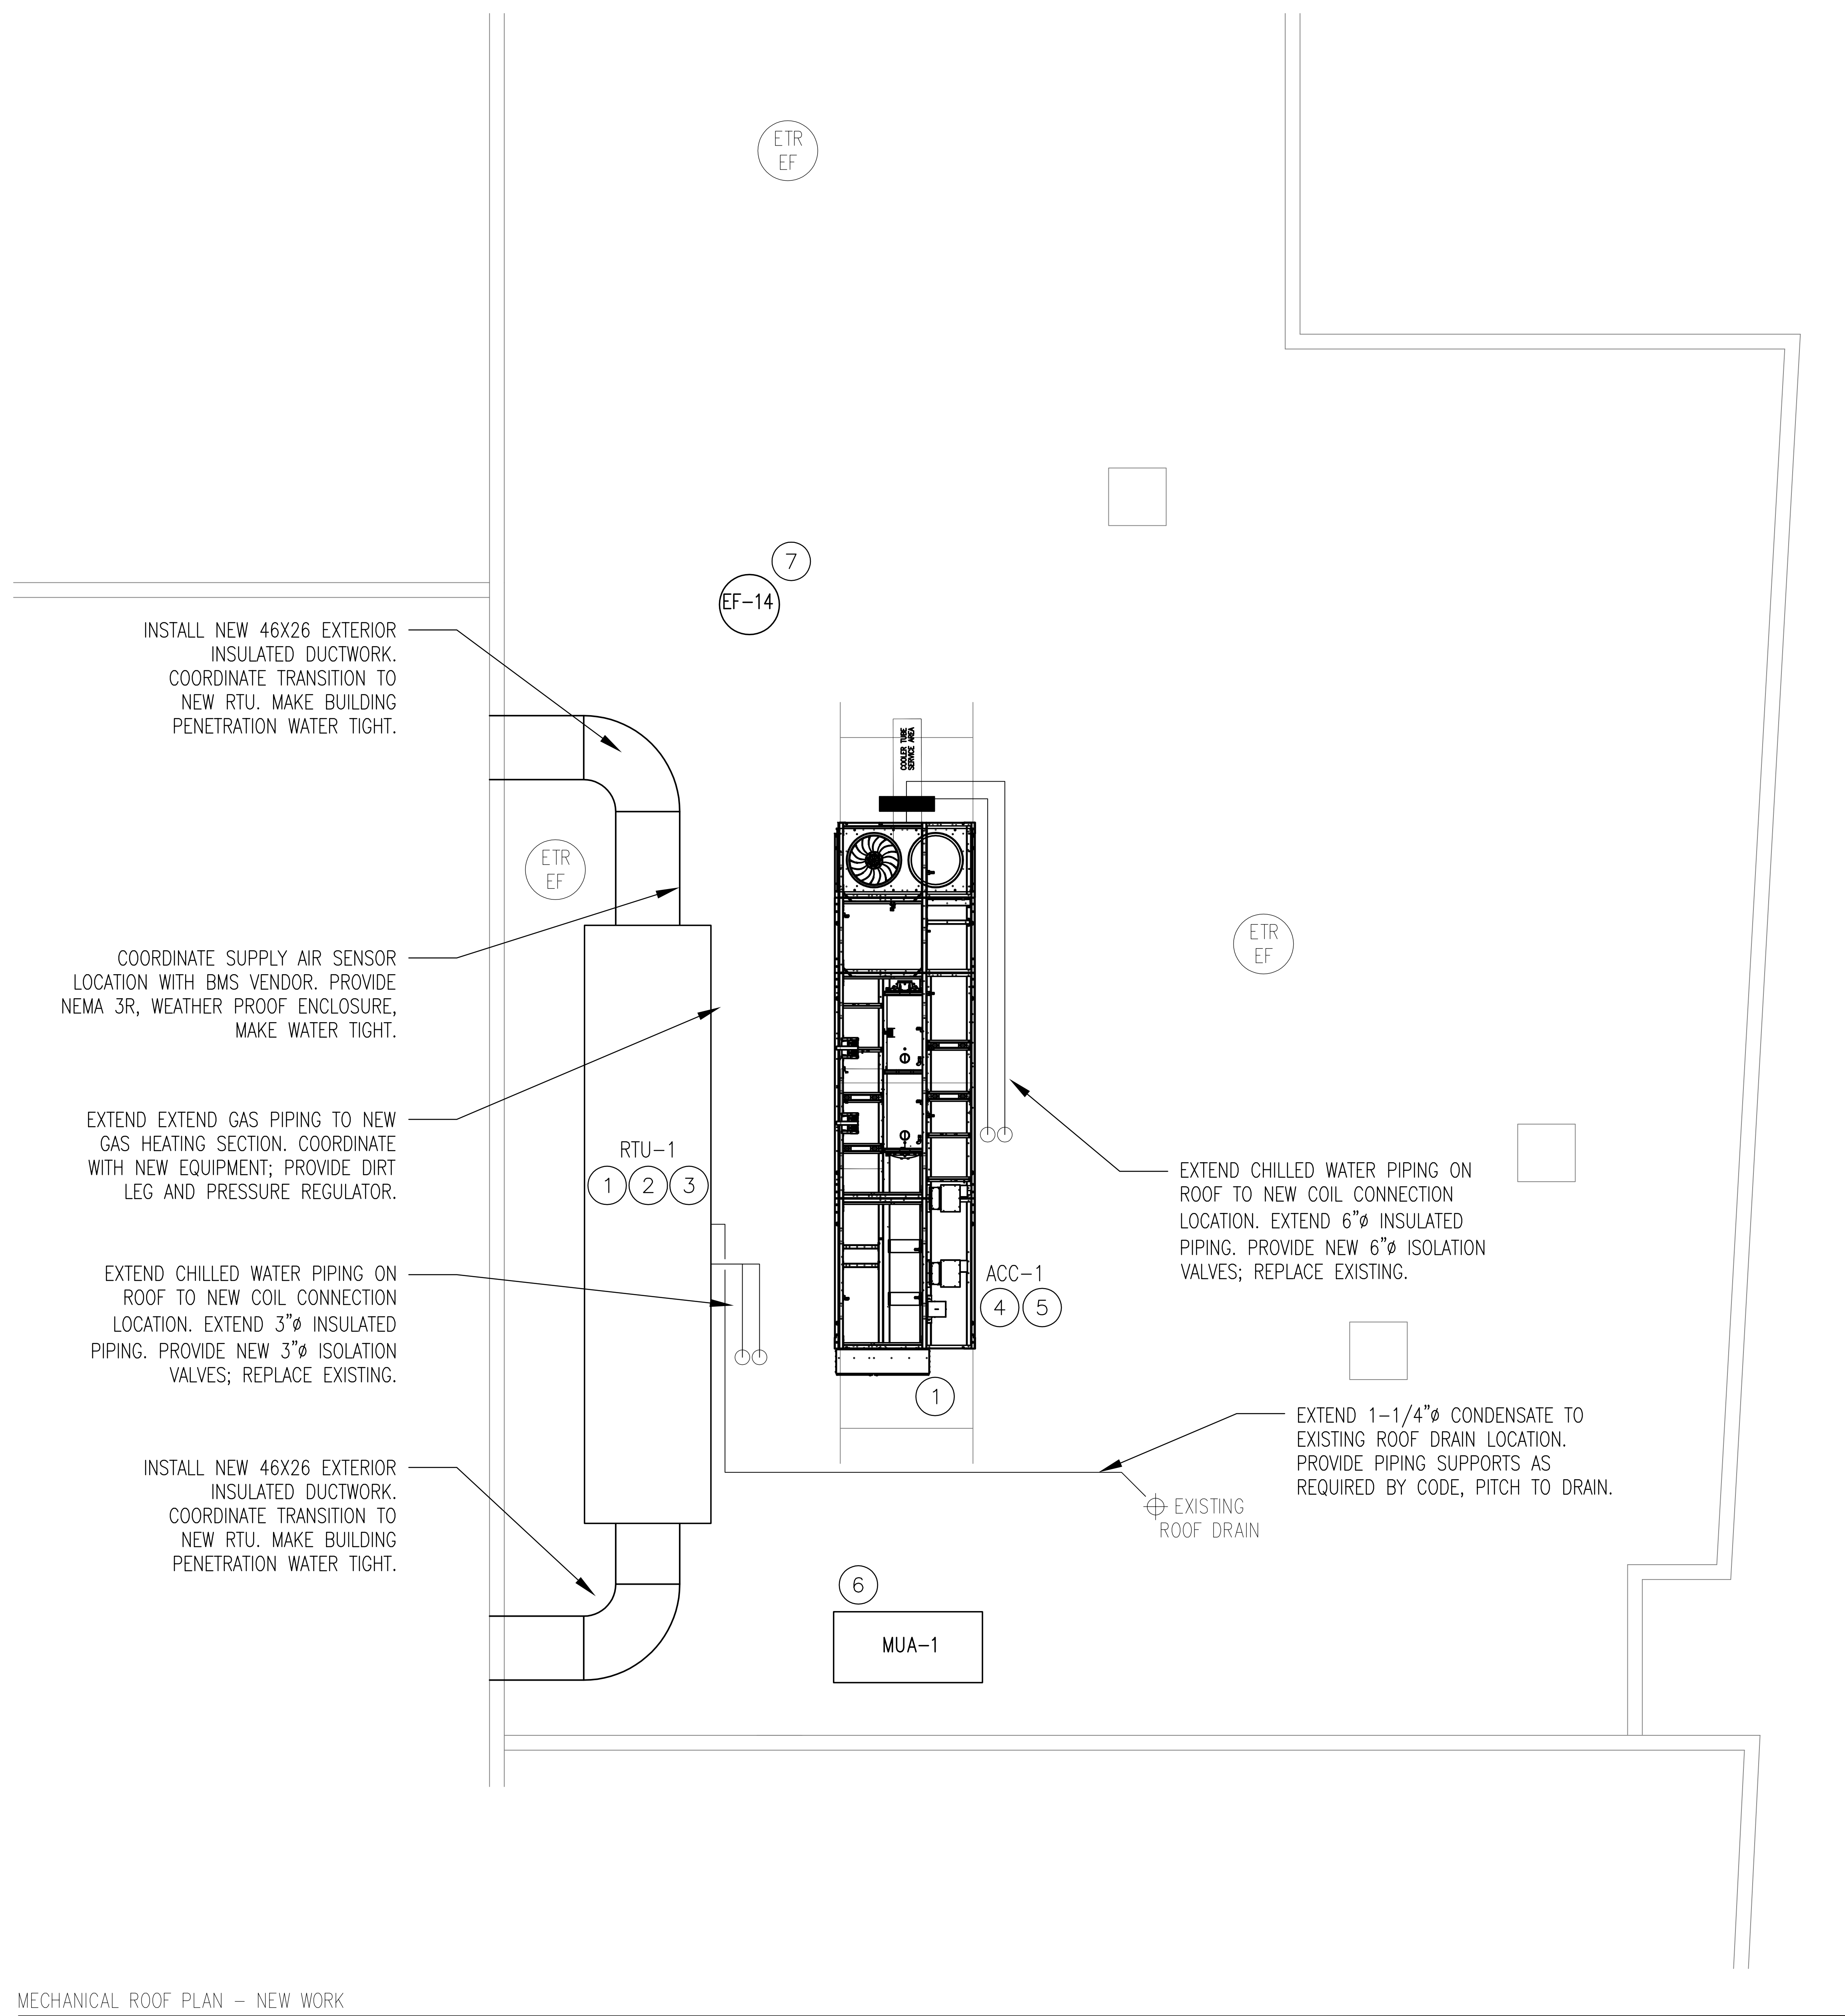 ETR
EF
7
EF-14
INSTALL NEW 46X26 EXTERIOR
INSULATED DUCTWORK.
COORDINATE TRANSITION TO
NEW RTU. MAKE BUILDING
PENETRATION WATER TIGHT.
COOLER TUBE
SERVICE AREA
ETR
EF
ETR
EF
COORDINATE SUPPLY AIR SENSOR
LOCATION WITH BMS VENDOR. PROVIDE
NEMA 3R, WEATHER PROOF ENCLOSURE,
MAKE WATER TIGHT.
EXTEND EXTEND GAS PIPING TO NEW
GAS HEATING SECTION. COORDINATE
WITH NEW EQUIPMENT; PROVIDE DIRT
LEG AND PRESSURE REGULATOR.
RTU-1
1 2 3
EXTEND CHILLED WATER PIPING ON
ROOF TO NEW COIL CONNECTION
LOCATION. EXTEND 6"ø INSULATED
PIPING. PROVIDE NEW 6"ø ISOLATION
VALVES; REPLACE EXISTING.
EXTEND CHILLED WATER PIPING ON
ROOF TO NEW COIL CONNECTION
LOCATION. EXTEND 3"ø INSULATED
PIPING. PROVIDE NEW 3"ø ISOLATION
VALVES; REPLACE EXISTING.
ACC-1
4 5
1
EXTEND 1-1/4"ø CONDENSATE TO
EXISTING ROOF DRAIN LOCATION.
PROVIDE PIPING SUPPORTS AS
REQUIRED BY CODE, PITCH TO DRAIN.
INSTALL NEW 46X26 EXTERIOR
INSULATED DUCTWORK.
COORDINATE TRANSITION TO
NEW RTU. MAKE BUILDING
PENETRATION WATER TIGHT.
EXISTING
ROOF DRAIN
6
MUA-1
MECHANICAL ROOF PLAN - NEW WORK